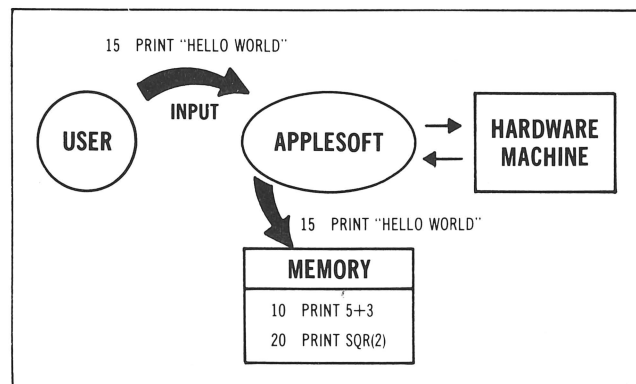 15 PRINT "HELLO WORLD"
INPUT
USER
APPLESOFT
HARDWARE
MACHINE
15 PRINT "HELLO WORLD"
MEMORY
10 PRINT 5+3
20 PRINT SQR(2)